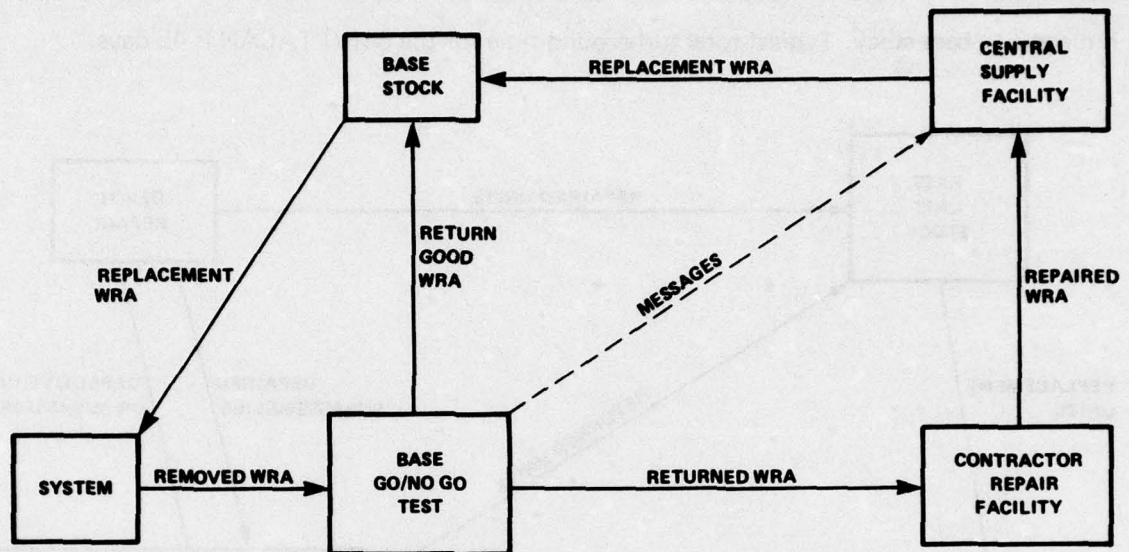 BASE
STOCK
REPLACEMENT WRA
CENTRAL
SUPPLY
FACILITY
REPLACEMENT
WRA
RETURN
GOOD
WRA
MESSAGES
REPAIRED
WRA
SYSTEM
REMOVED WRA
BASE
GO/NO GO
TEST
RETURNED WRA
CONTRACTOR
REPAIR
FACILITY